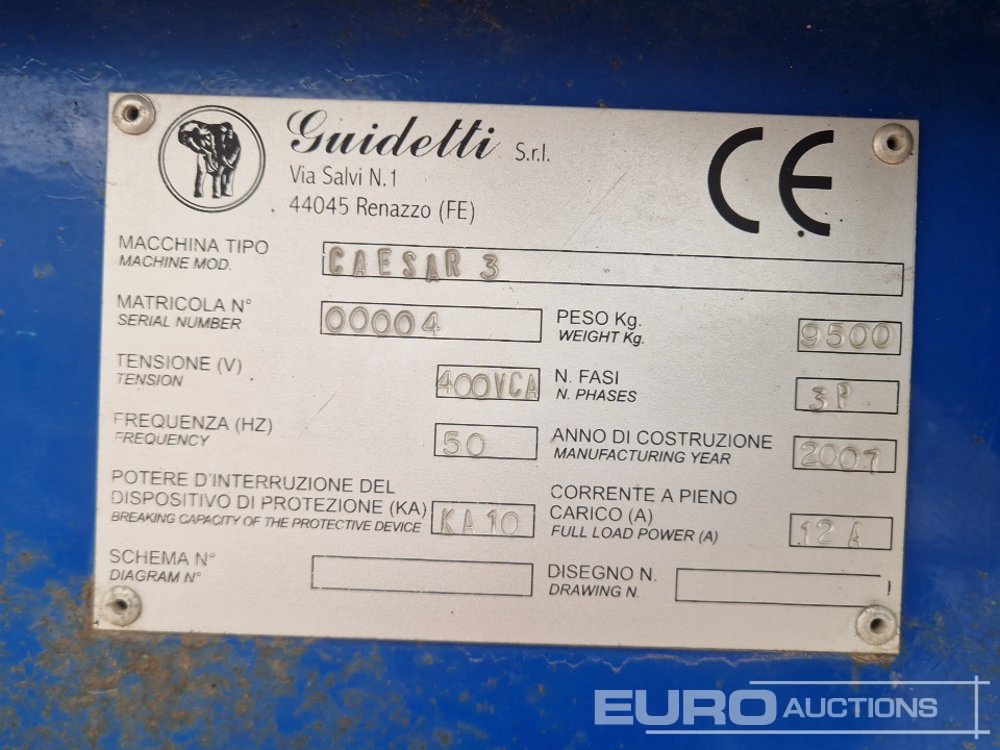 Guidetti S.r.l.
Via Salvi N.1
44045 Renazzo (FE)
CE
MACCHINA TIPO
MACHINE MOD.
CAESAR 3
MATRICOLA N°
SERIAL NUMBER
00004
PESO Kg.
WEIGHT Kg.
9500
TENSIONE (V)
TENSION
400VCA
N. FASI
N. PHASES
3P
FREQUENZA (HZ)
FREQUENCY
50
ANNO DI COSTRUZIONE
MANUFACTURING YEAR
2007
POTERE D'INTERRUZIONE DEL
DISPOSITIVO DI PROTEZIONE (KA)
BREAKING CAPACITY OF THE PROTECTIVE DEVICE
KA10
CORRENTE A PIENO
CARICO (A)
FULL LOAD POWER (A)
12 A
SCHEMA N°
DIAGRAM N°
DISEGNO N.
DRAWING N.
EURO AUCTIONS